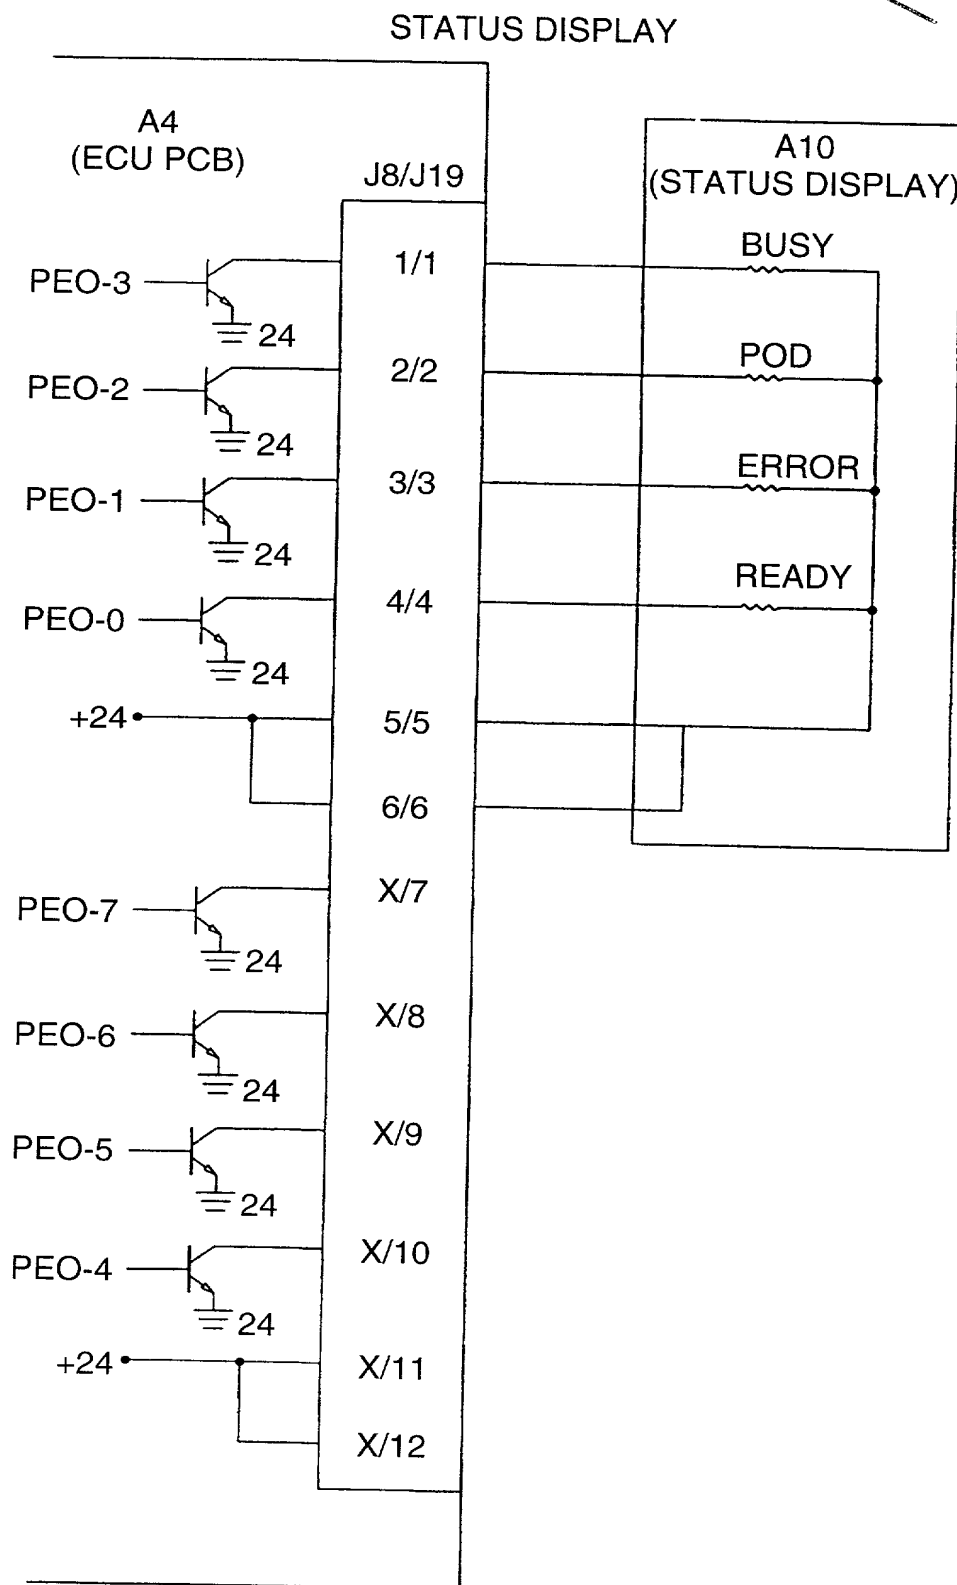 STATUS DISPLAY
A4
(ECU PCB)
J8/J19
A10
(STATUS DISPLAY)
PEO-3
24
1/1
BUSY
PEO-2
24
2/2
POD
PEO-1
24
3/3
ERROR
PEO-0
24
4/4
READY
+24
5/5
6/6
PEO-7
24
X/7
PEO-6
24
X/8
PEO-5
24
X/9
PEO-4
24
X/10
+24
X/11
X/12